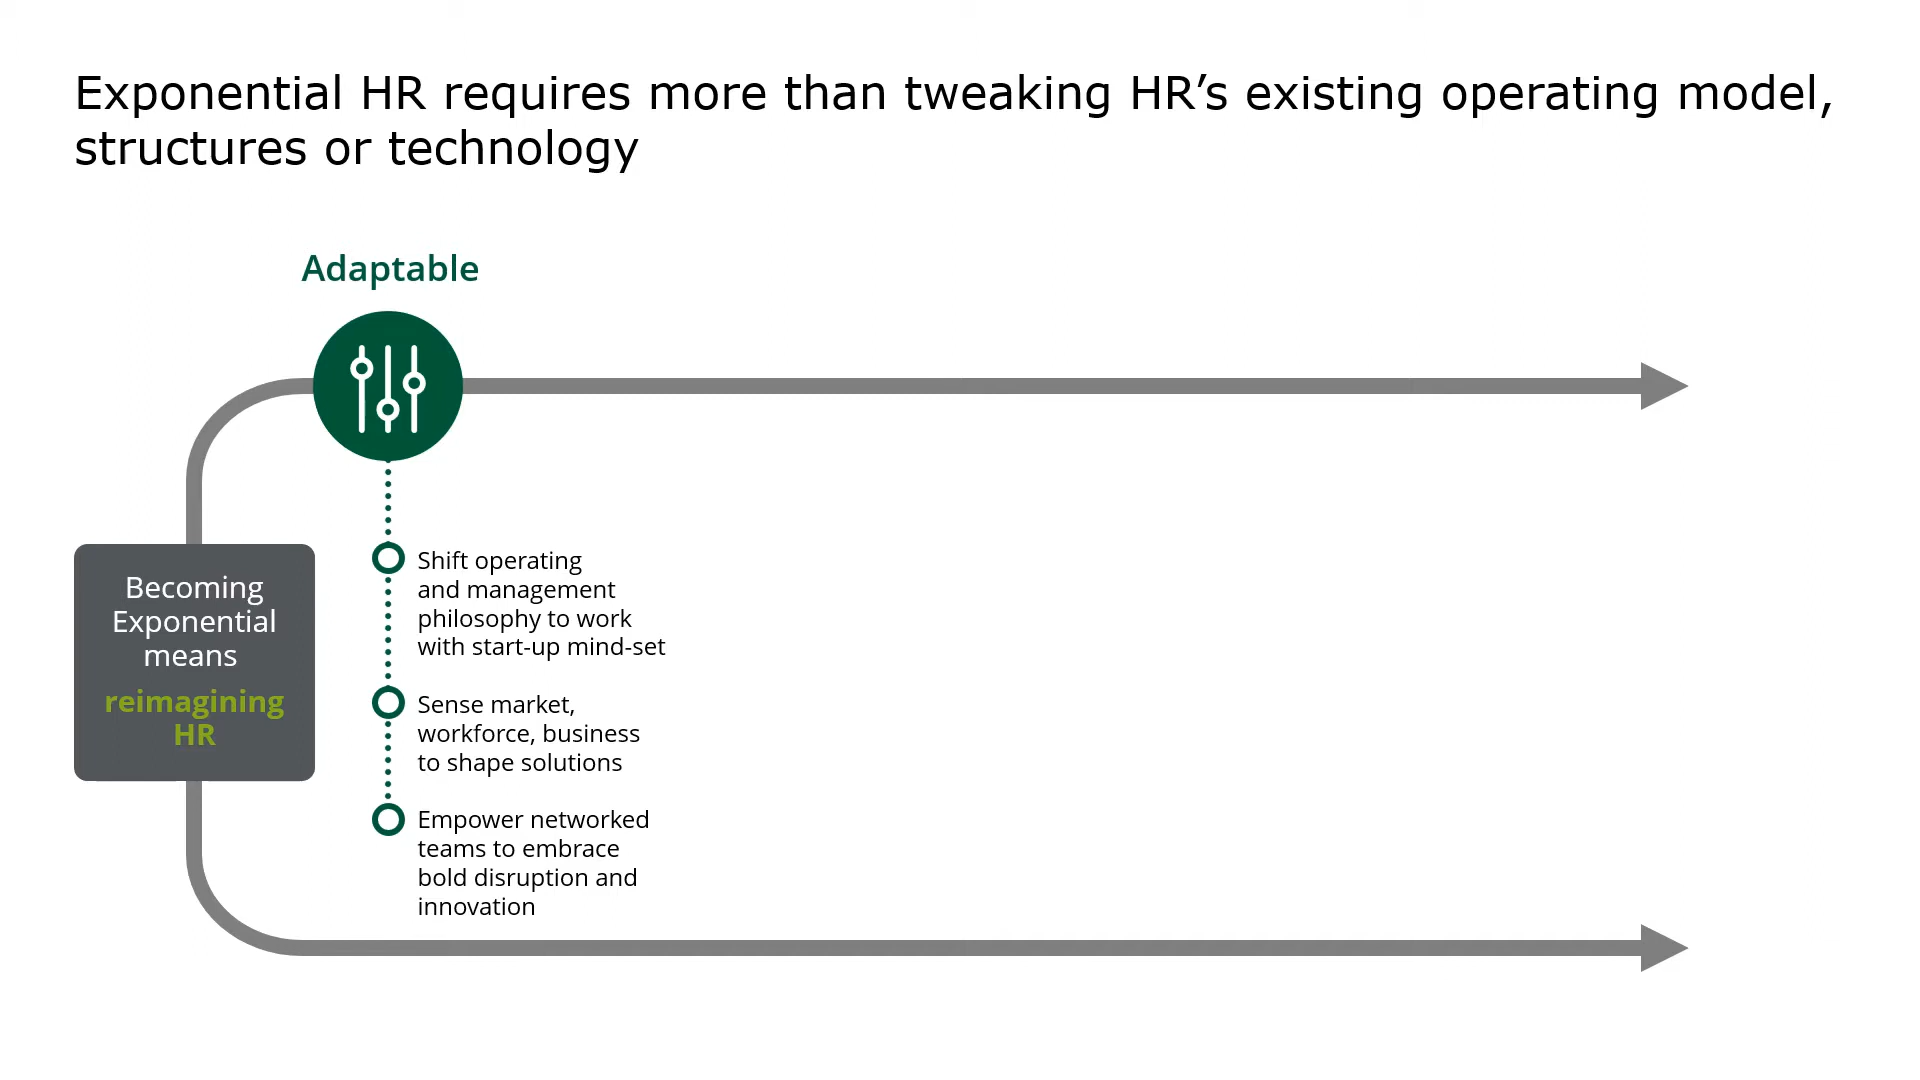 Exponential HR requires more than tweaking HR’s existing operating model,
structures or technology
Adaptable
Becoming
Exponential
means
reimagining
HR
Shift operating
and management
philosophy to work
with start-up mind-set
Sense market,
workforce, business
to shape solutions
Empower networked
teams to embrace
bold disruption and
innovation